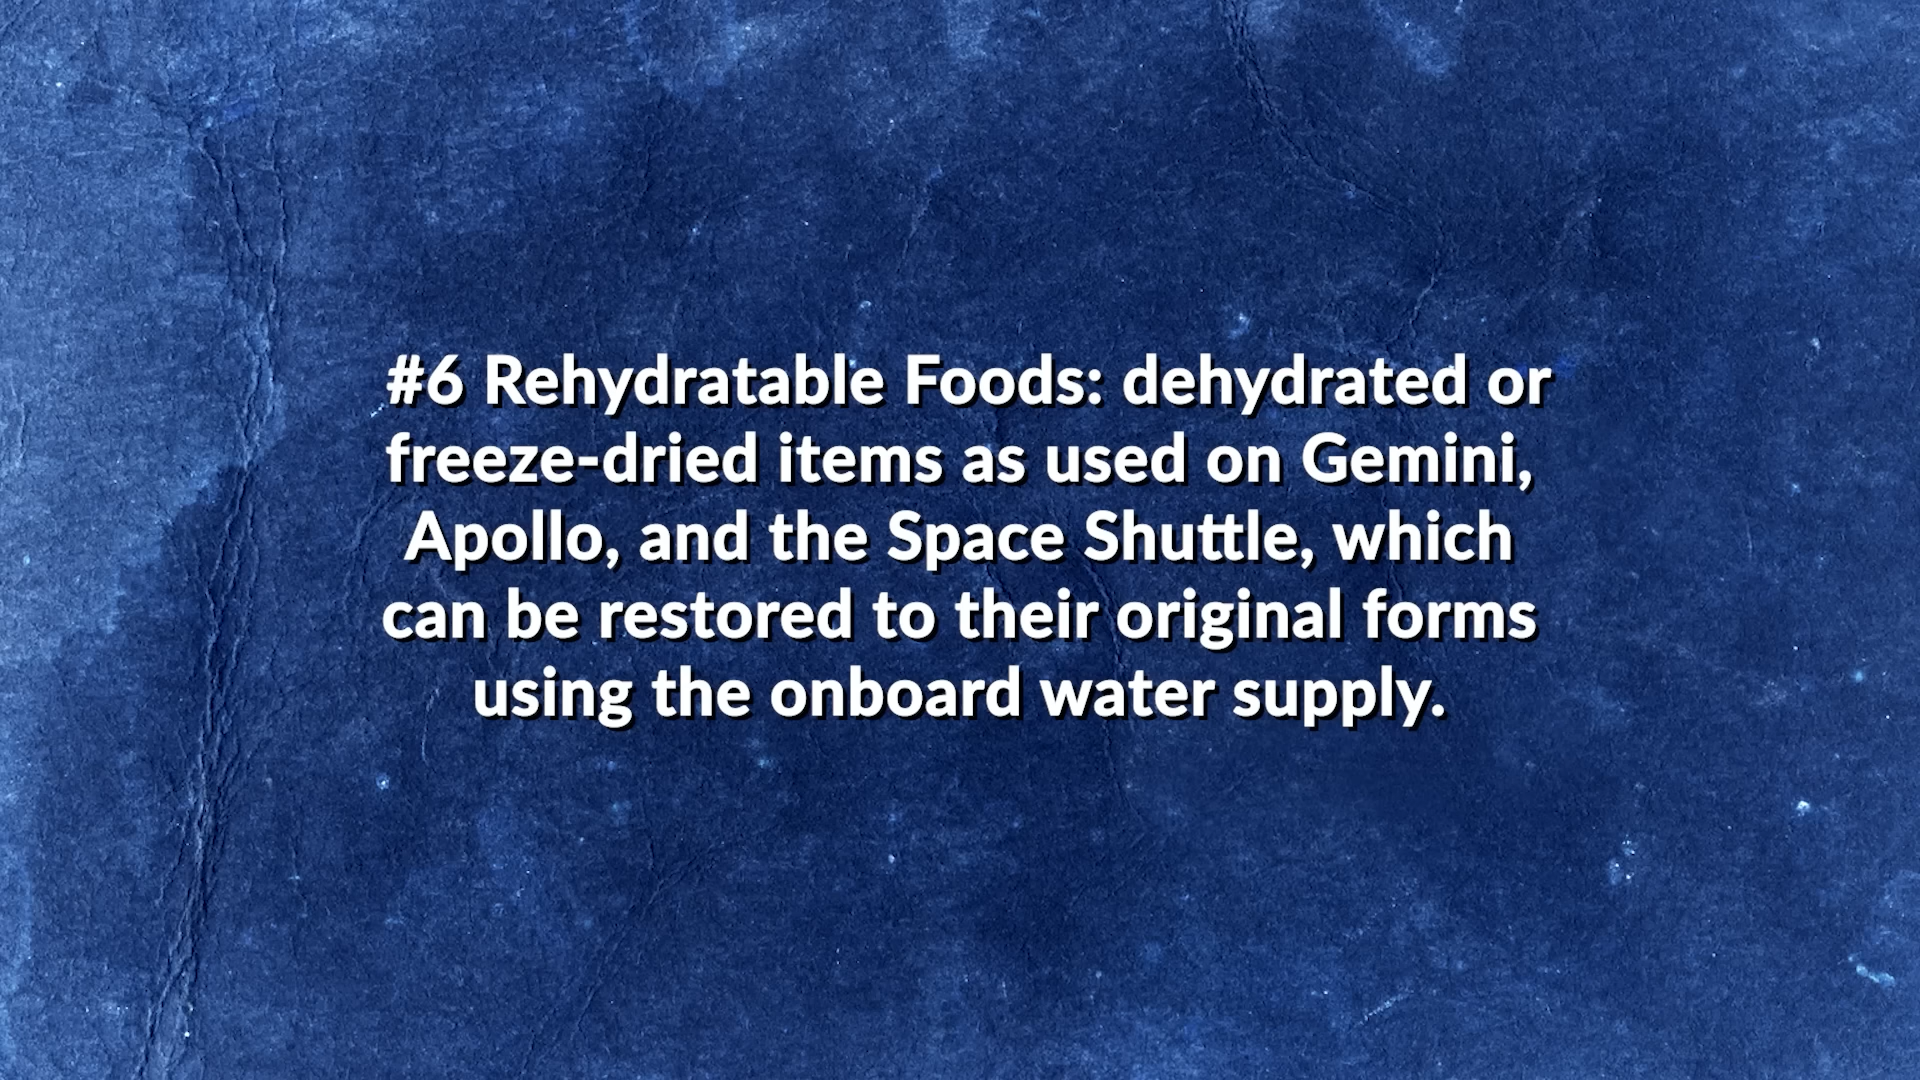 #6 Rehydratable Foods: dehydrated or
freeze-dried items as used on Gemini,
Apollo, and the Space Shuttle, which
can be restored to their original forms
using the onboard water supply.